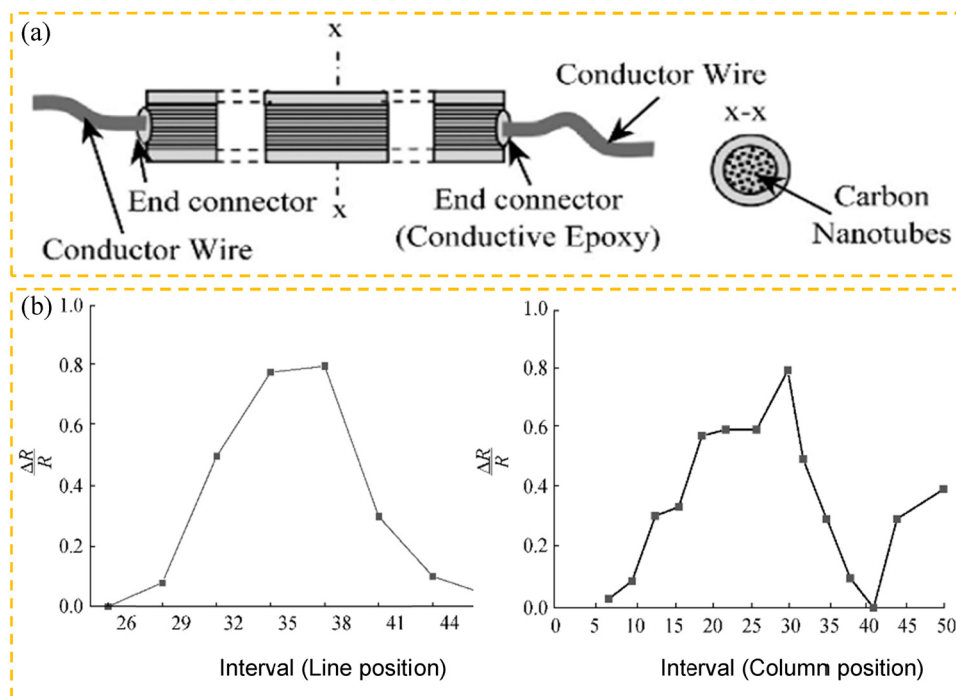 (a)
x
Conductor Wire
x-x
End connector
Conductor Wire
x
End connector
(Conductive Epoxy)
Carbon
Nanotubes
(b)
1.0
0.8
0.6
0.4
0.2
0.0
ΔR
R
26 29 32 35 38 41 44
Interval (Line position)
1.0
0.8
0.6
0.4
0.2
0.0
ΔR
R
0 5 10 15 20 25 30 35 40 45 50
Interval (Column position)